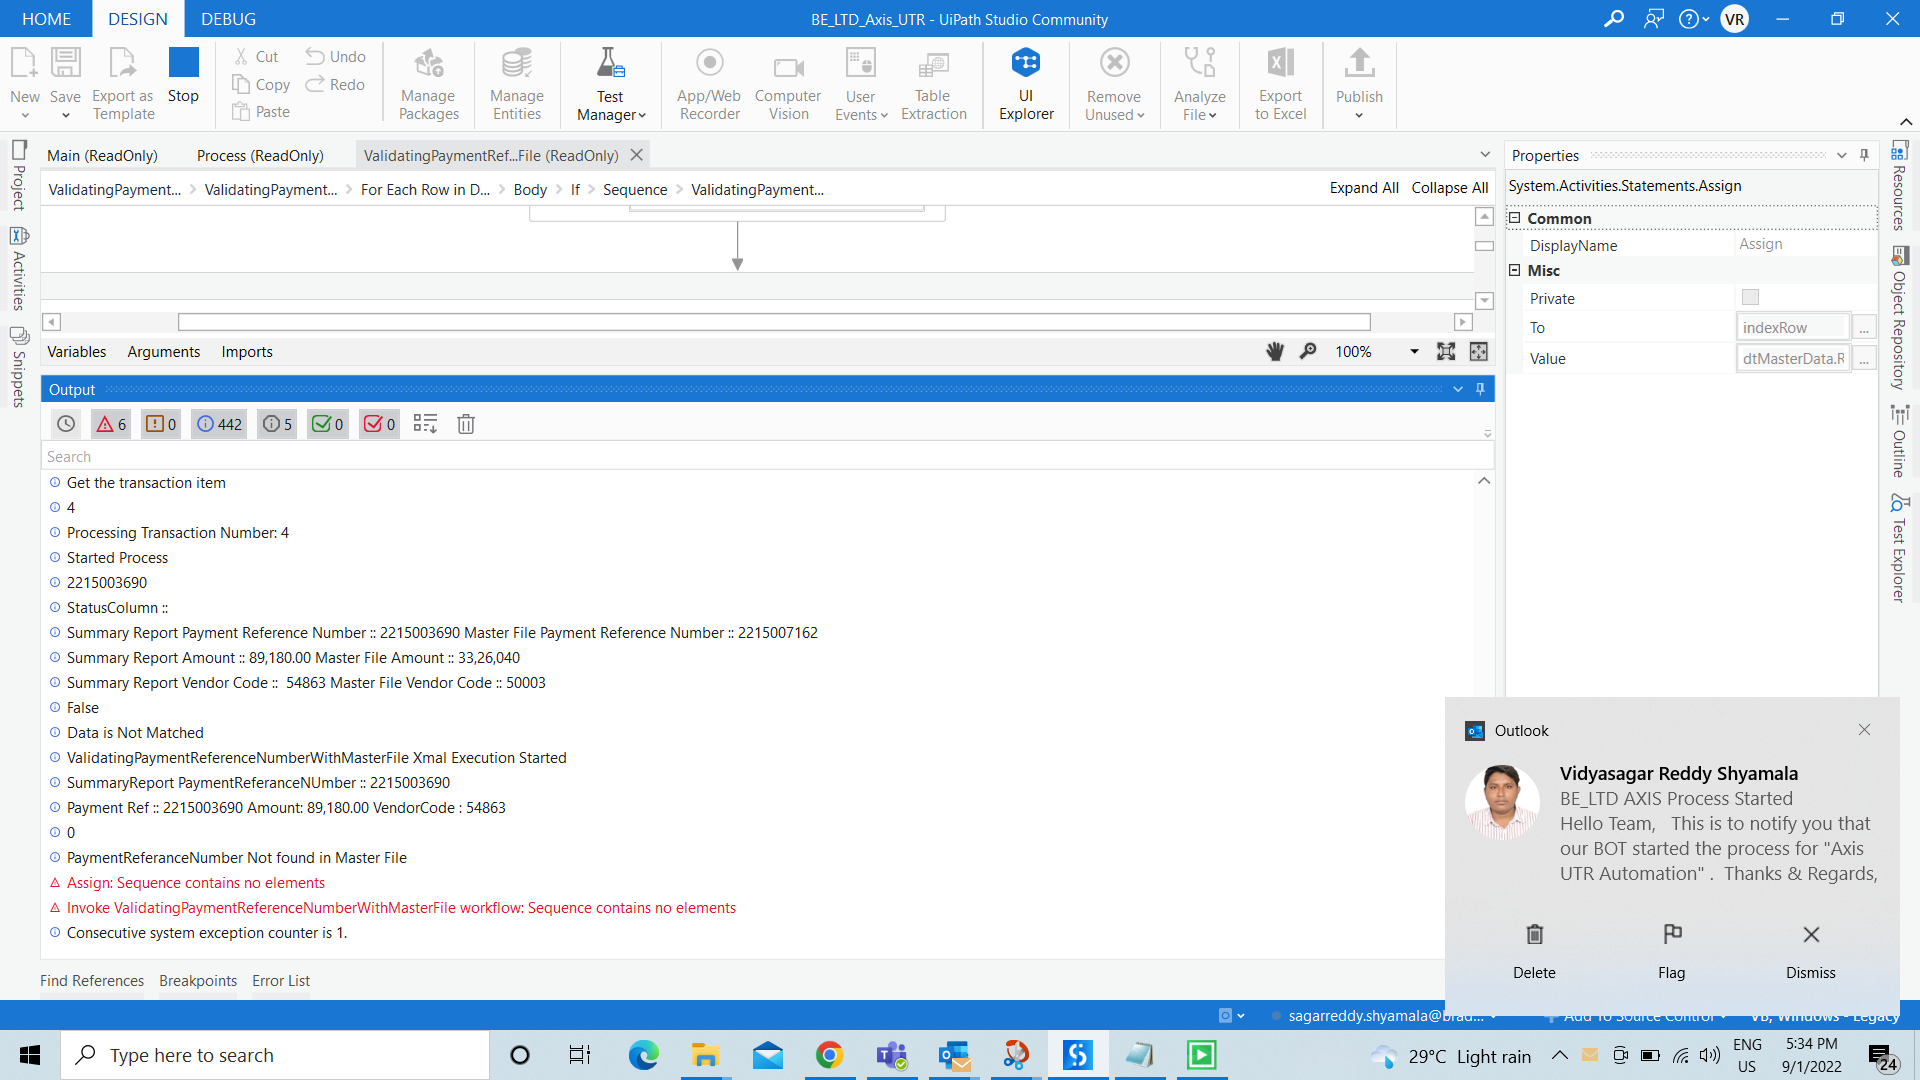 HOME DESIGN DEBUG BE_LTD_Axis_UTR - UiPath Studio Community VR
New Save Export as Template Stop Cut Copy Paste Undo Redo Manage Packages Manage Entities Test Manager App/Web Recorder Computer Vision User Events Table Extraction UI Explorer Remove Unused Analyze File Export to Excel Publish
Main (ReadOnly) Process (ReadOnly) ValidatingPaymentRef...File (ReadOnly)
ValidatingPayment... ValidatingPayment... For Each Row in D... Body If Sequence ValidatingPayment... Expand All Collapse All
Project
Activities
Snippets
Variables Arguments Imports 100%
Output
6 0 442 5 0 0
Search
Get the transaction item
4
Processing Transaction Number: 4
Started Process
2215003690
StatusColumn ::
Summary Report Payment Reference Number :: 2215003690 Master File Payment Reference Number :: 2215007162
Summary Report Amount :: 89,180.00 Master File Amount :: 33,26,040
Summary Report Vendor Code ::  54863 Master File Vendor Code :: 50003
False
Data is Not Matched
ValidatingPaymentReferenceNumberWithMasterFile Xmal Execution Started
SummaryReport PaymentReferanceNUmber :: 2215003690
Payment Ref :: 2215003690 Amount: 89,180.00 VendorCode : 54863
0
PaymentReferanceNumber Not found in Master File
Assign: Sequence contains no elements
Invoke ValidatingPaymentReferenceNumberWithMasterFile workflow: Sequence contains no elements
Consecutive system exception counter is 1.
Find References Breakpoints Error List
Properties
System.Activities.Statements.Assign
Common
DisplayName Assign
Misc
Private
To indexRow ...
Value dtMasterData.R ...
Resources
Object Repository
Outline
Test Explorer
Outlook
Vidyasagar Reddy Shyamala
BE_LTD AXIS Process Started
Hello Team,   This is to notify you that
our BOT started the process for "Axis
UTR Automation" .  Thanks & Regards,
Delete Flag Dismiss
sagarreddy.shyamala@brad... Add To Source Control VB, Windows - Legacy
Type here to search 29°C Light rain ENG US 5:34 PM 9/1/2022 24